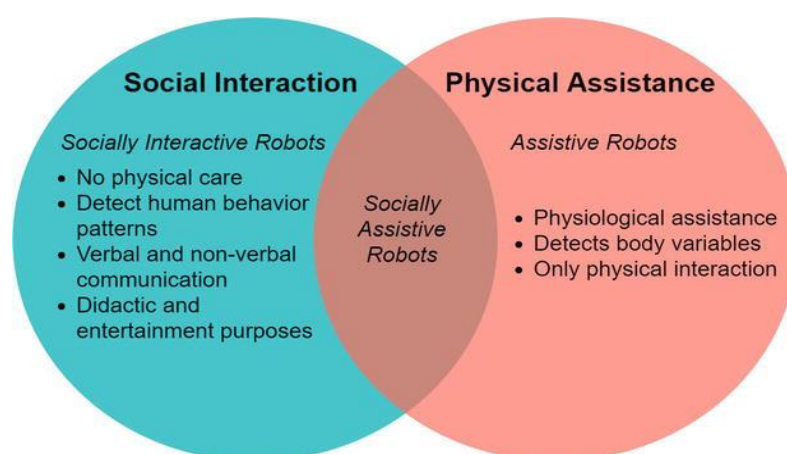 Social Interaction
Socially Interactive Robots
• No physical care
• Detect human behavior
patterns
• Verbal and non-verbal
communication
• Didactic and
entertainment purposes
Socially
Assistive
Robots
Physical Assistance
Assistive Robots
• Physiological assistance
• Detects body variables
• Only physical interaction